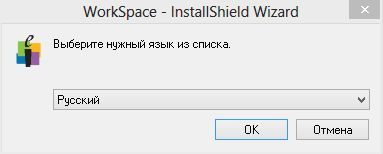 WorkSpace - InstallShield Wizard
Выберите нужный язык из списка.
Русский
OK
Отмена